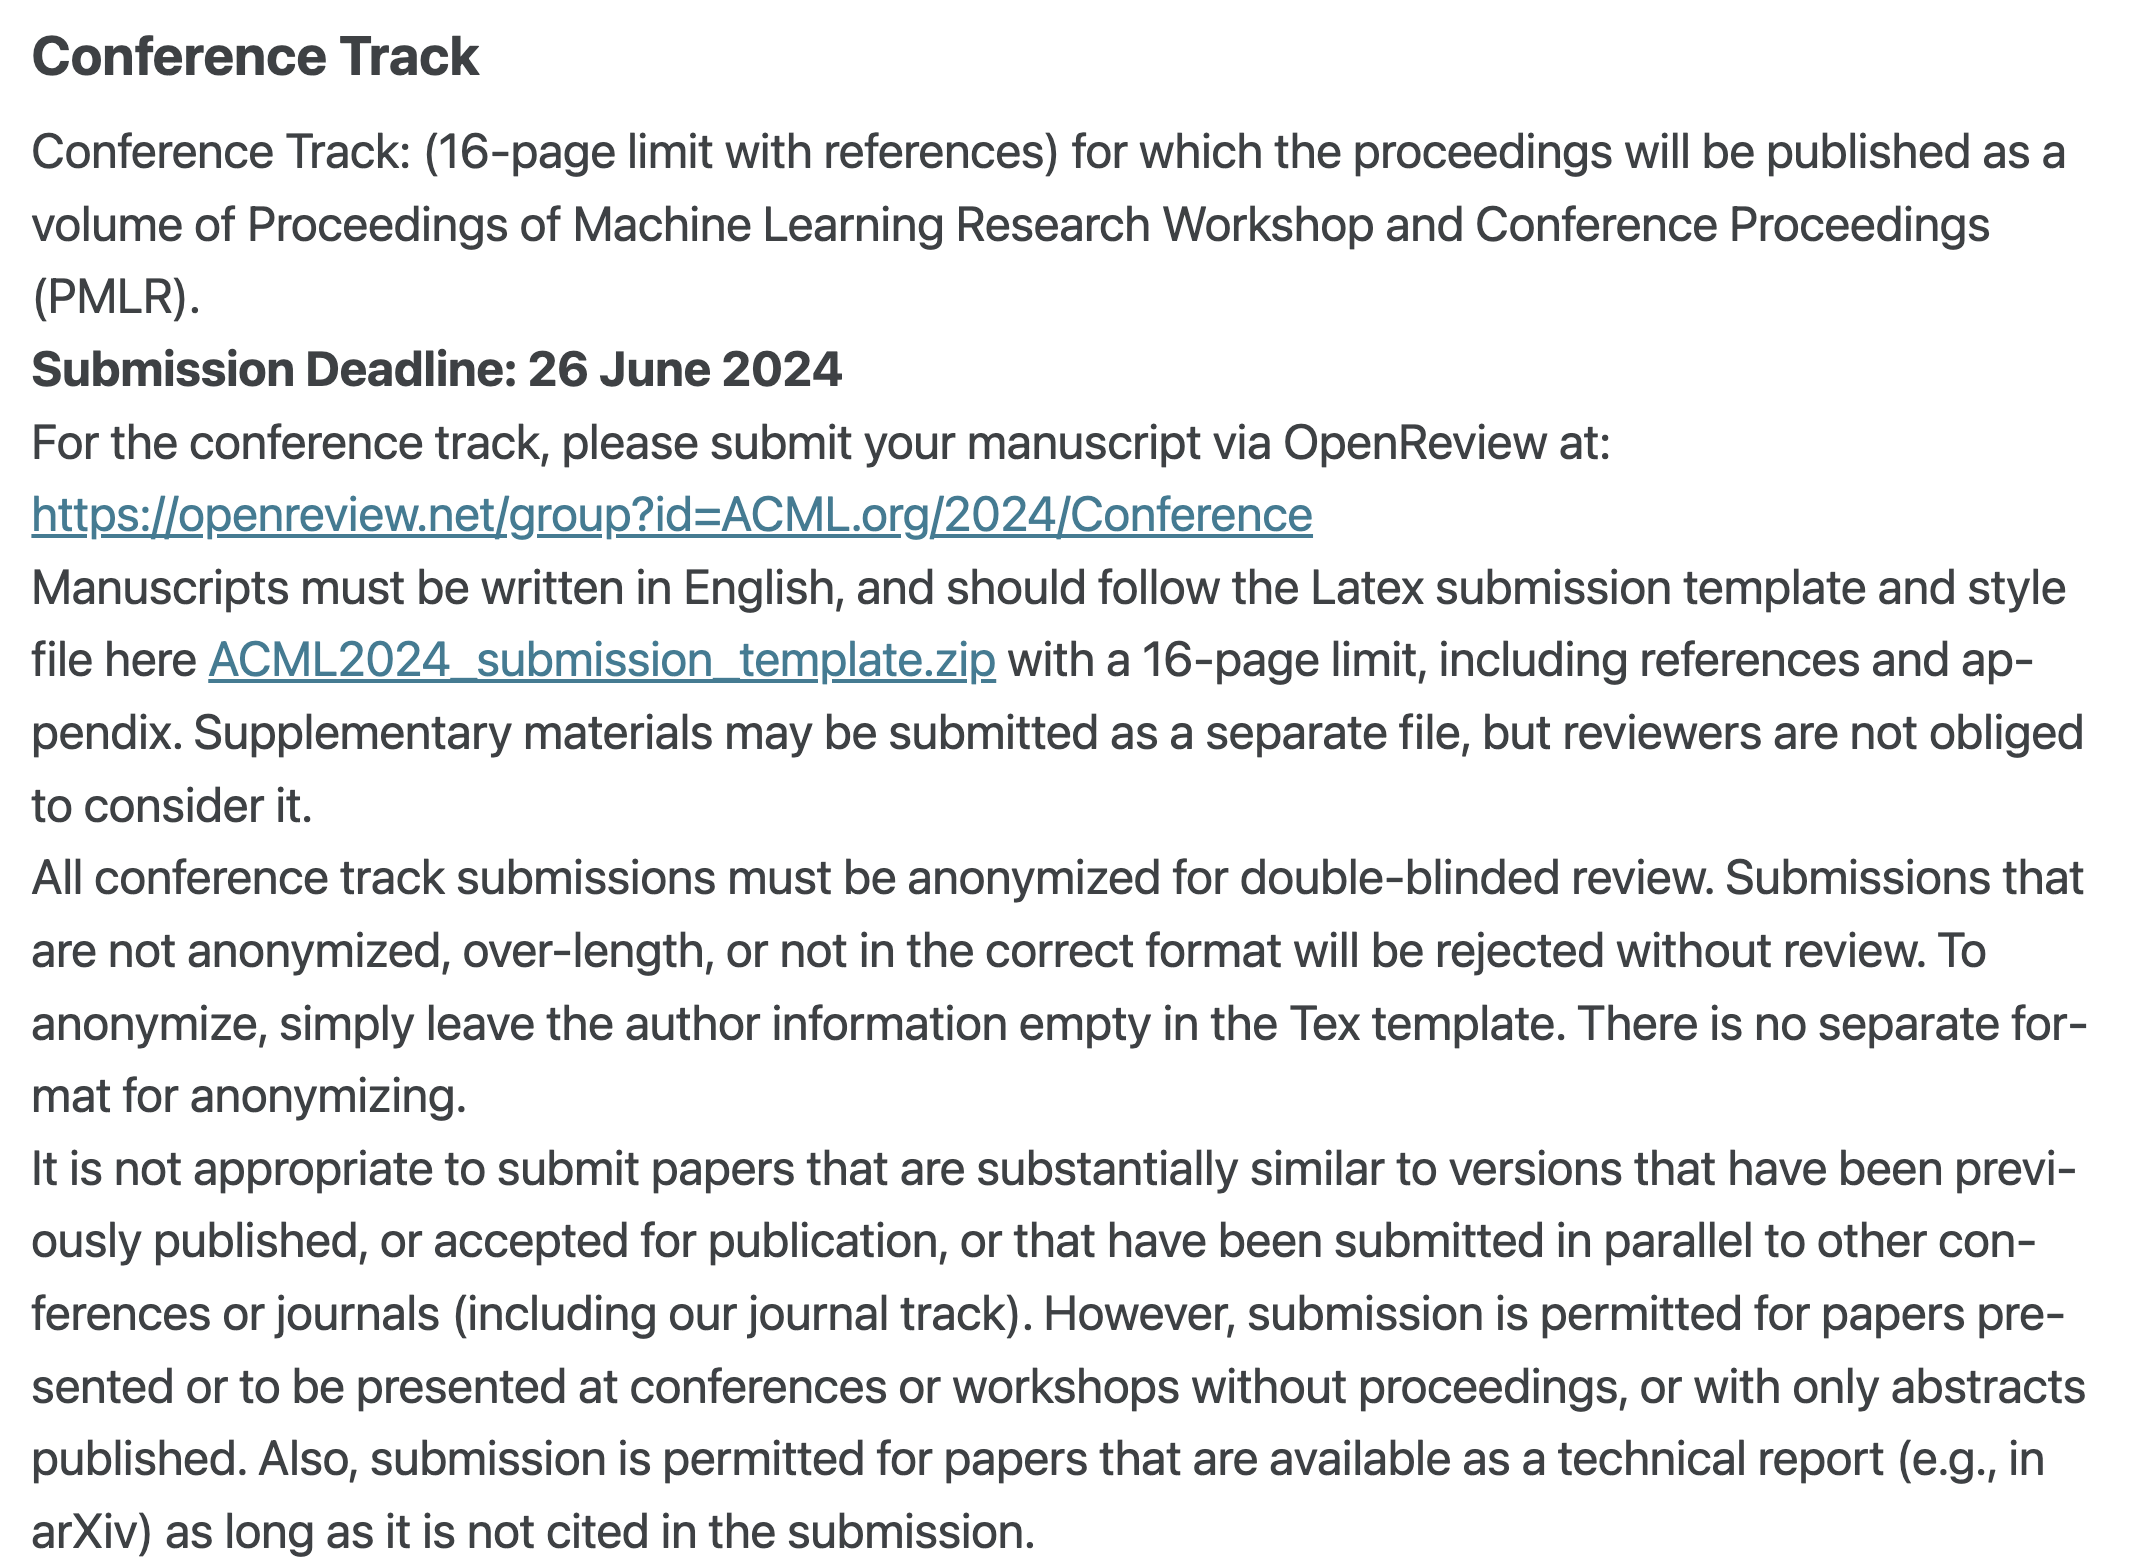 Conference Track
Conference Track: (16-page limit with references) for which the proceedings will be published as a
volume of Proceedings of Machine Learning Research Workshop and Conference Proceedings
(PMLR).
Submission Deadline: 26 June 2024
For the conference track, please submit your manuscript via OpenReview at:
https://openreview.net/group?id=ACML.org/2024/Conference
Manuscripts must be written in English, and should follow the Latex submission template and style
file here ACML2024_submission_template.zip with a 16-page limit, including references and ap-
pendix. Supplementary materials may be submitted as a separate file, but reviewers are not obliged
to consider it.
All conference track submissions must be anonymized for double-blinded review. Submissions that
are not anonymized, over-length, or not in the correct format will be rejected without review. To
anonymize, simply leave the author information empty in the Tex template. There is no separate for-
mat for anonymizing.
It is not appropriate to submit papers that are substantially similar to versions that have been previ-
ously published, or accepted for publication, or that have been submitted in parallel to other con-
ferences or journals (including our journal track). However, submission is permitted for papers pre-
sented or to be presented at conferences or workshops without proceedings, or with only abstracts
published. Also, submission is permitted for papers that are available as a technical report (e.g., in
arXiv) as long as it is not cited in the submission.